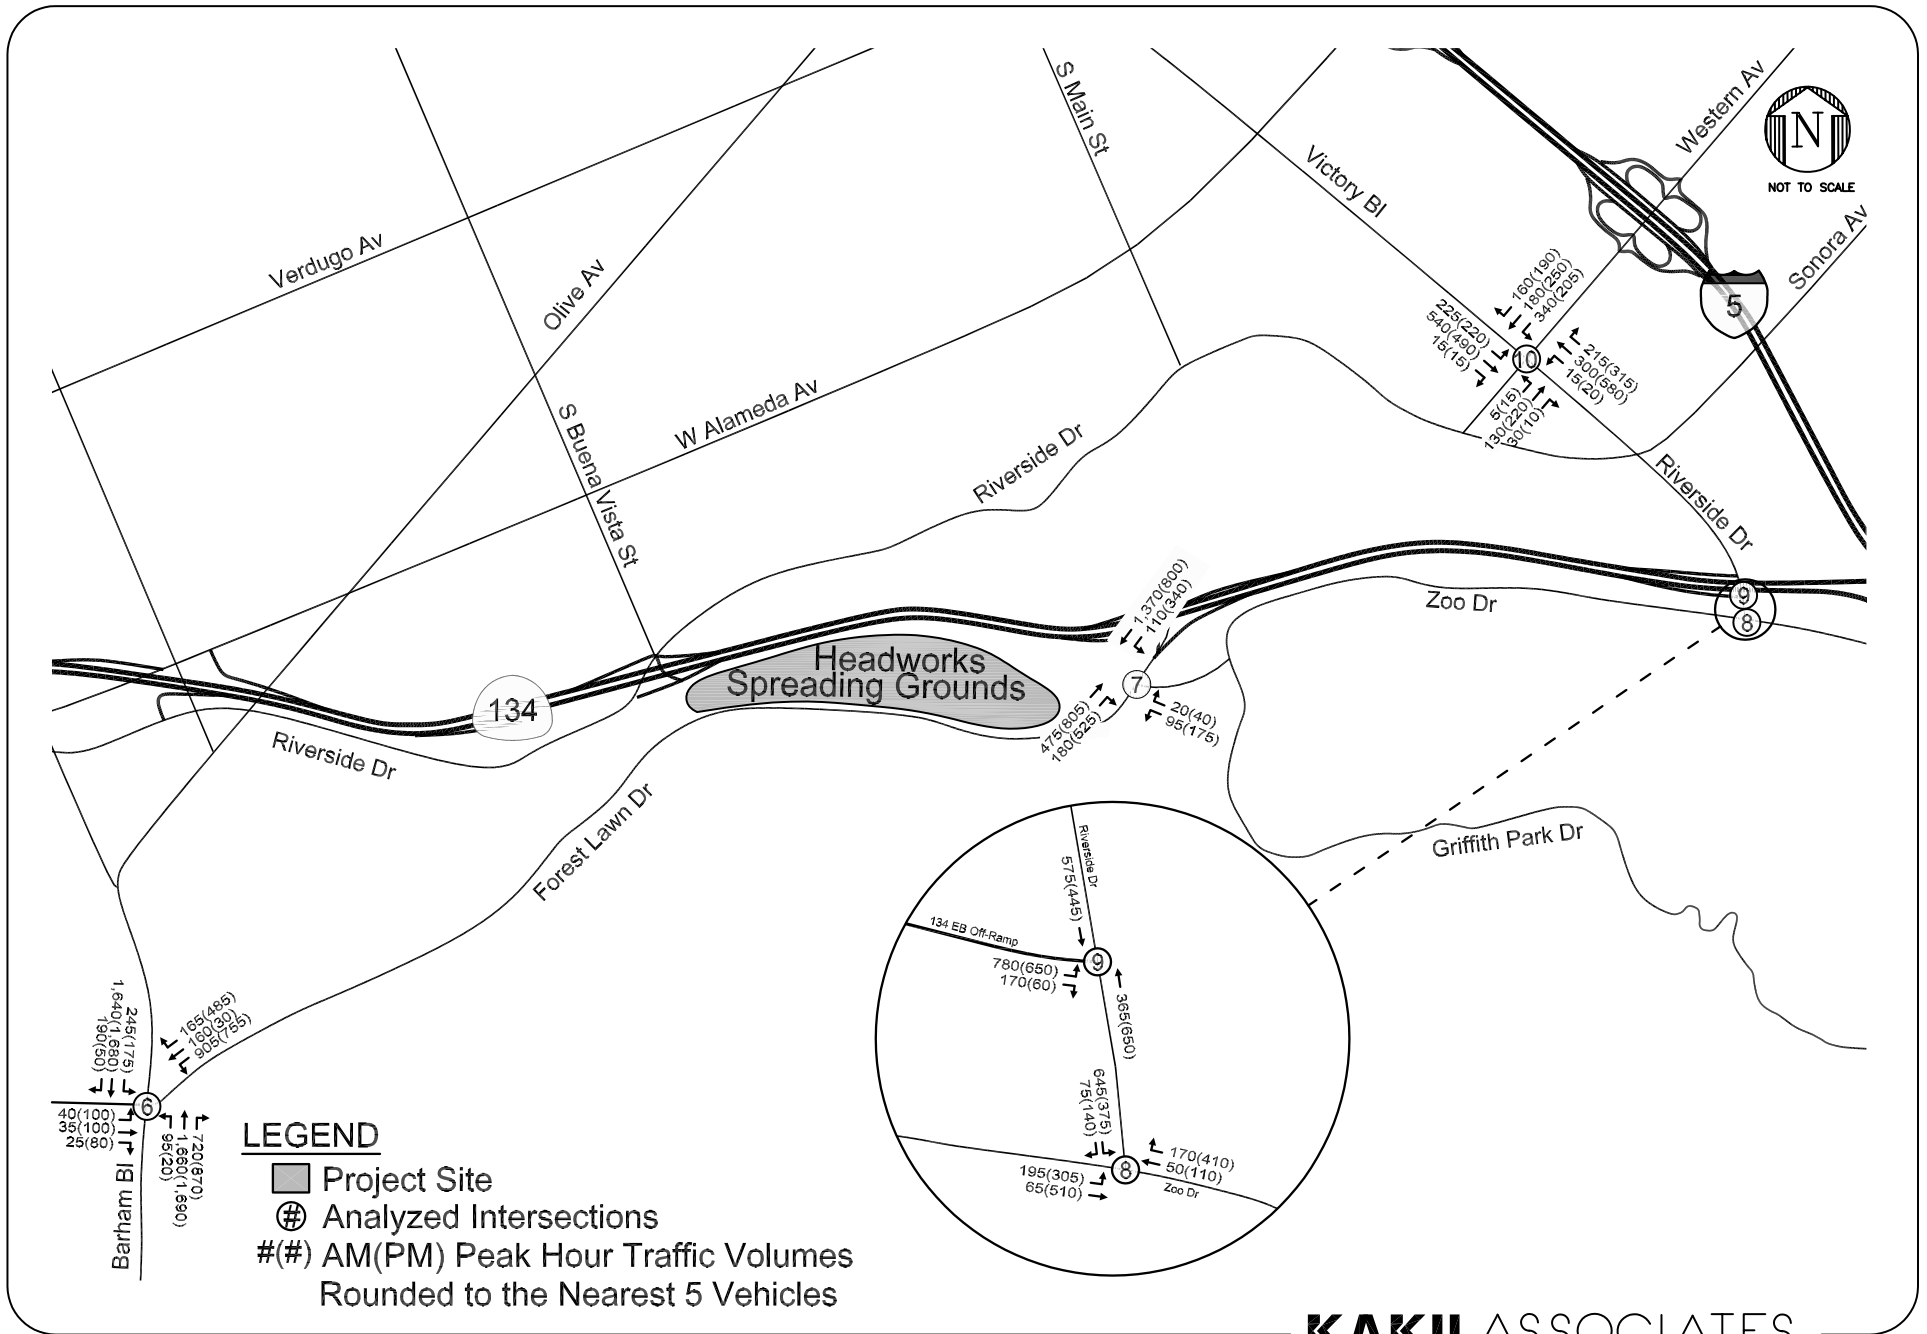 S Main St
Western Av
N
NOT TO SCALE
Victory Bl
Sonora Av
Verdugo Av
Olive Av
5
160(190)
180(250)
340(205)
225(220)
540(490)
15(15)
10
215(315)
300(580)
15(20)
5(15)
130(220)
30(10)
W Alameda Av
S Buena Vista St
Riverside Dr
Riverside Dr
1,370(800)
110(340)
Zoo Dr
9
8
Headworks
Spreading Grounds
7
134
20(40)
95(175)
475(805)
180(525)
Riverside Dr
Forest Lawn Dr
Griffith Park Dr
Riverside Dr
575(445)
134 EB Off-Ramp
9
780(650)
170(60)
365(650)
645(375)
75(140)
8
170(410)
50(110)
195(305)
65(510)
Zoo Dr
245(175)
1,640(1,680)
190(50)
165(485)
160(30)
905(755)
6
40(100)
35(100)
25(80)
720(870)
1,660(1,690)
95(20)
Barham Bl
LEGEND
Project Site
# Analyzed Intersections
#(#) AM(PM) Peak Hour Traffic Volumes
Rounded to the Nearest 5 Vehicles
KAKU ASSOCIATES